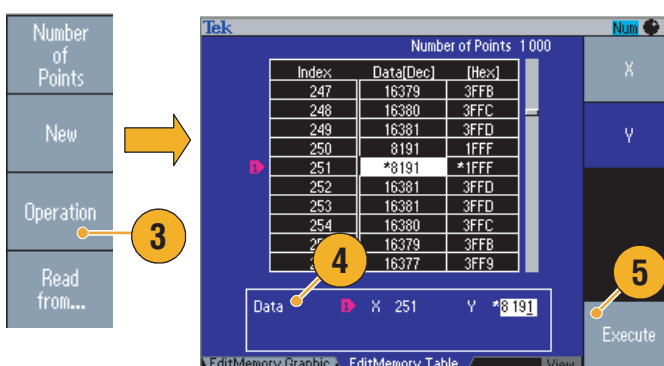 Number
of
Points
New
Operation
Read
from...
3
Tek
Num
Number of Points 1000
Index Data[Dec] [Hex]
247 16379 3FFB
248 16380 3FFC
249 16381 3FFD
250 8191 1FFF
1 251 *8191 *1FFF
252 16381 3FFD
253 16381 3FFD
254 16380 3FFC
16379 3FFB
16377 3FF9
4
Data 1 X 251 Y *8 191
EditMemory Graphic EditMemory Table View
X
Y
5
Execute